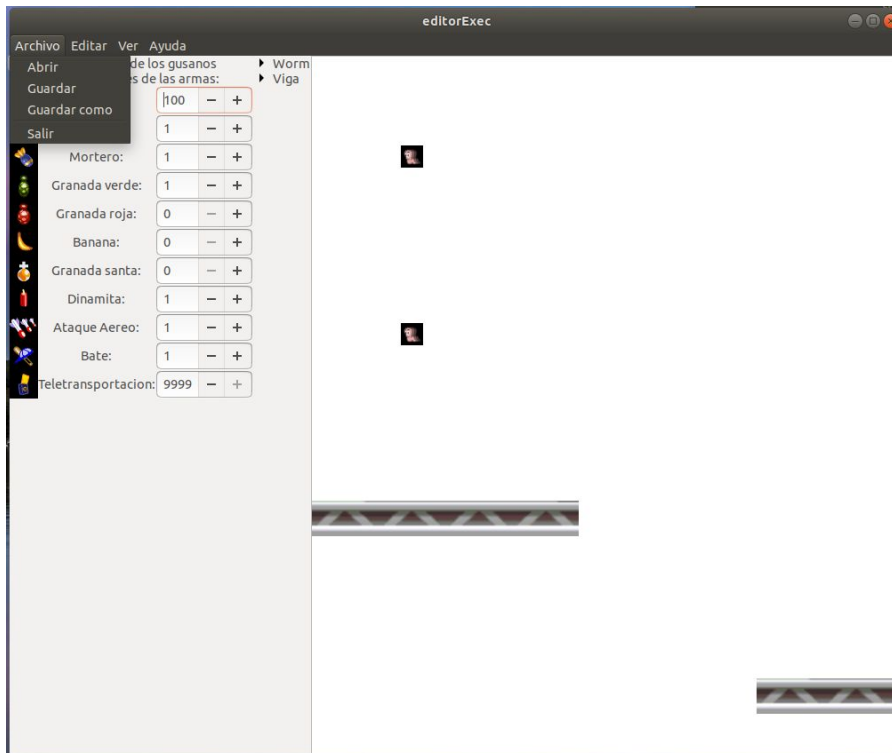 editorExec
Archivo Editar Ver Ayuda
Abrir
Guardar
Guardar como
Salir
de los gusanos
Worm
de las armas:
Viga
100
1
Mortero: 1
Granada verde: 1
Granada roja: 0
Banana: 0
Granada santa: 0
Dinamita: 1
Ataque Aereo: 1
Bate: 1
Teletransportacion: 9999